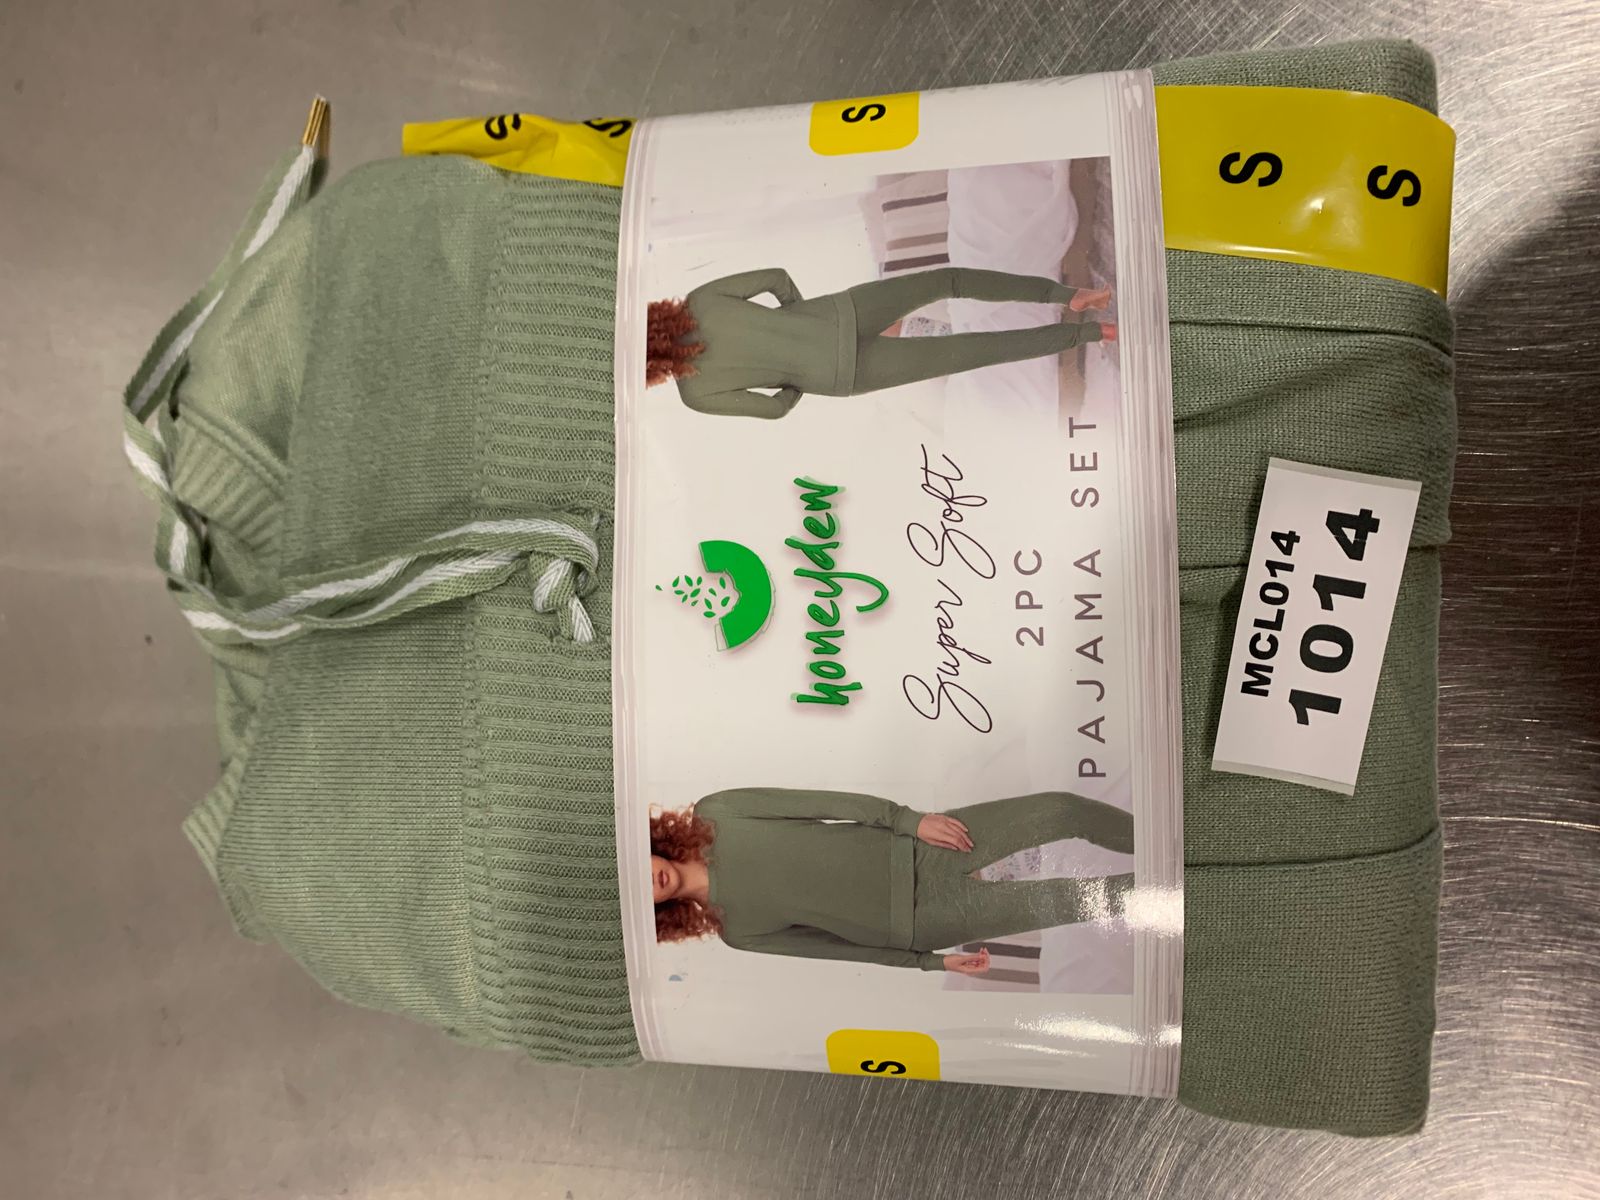 honeydew
Super Soft
2PC
PAJAMA SET
S
S
S
S
S
S
MCL014
1014